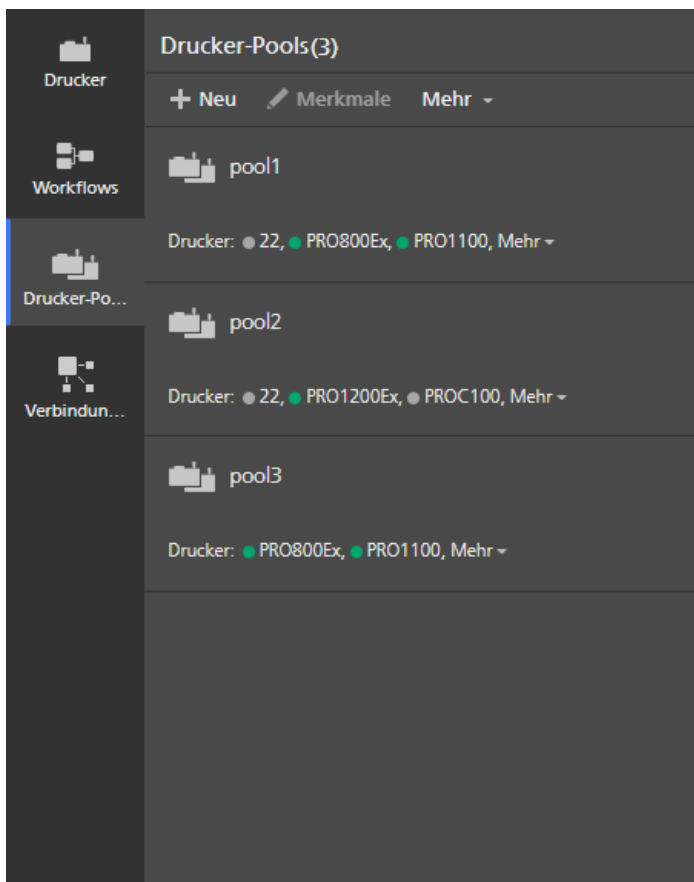 Drucker
Workflows
Drucker-Po...
Verbindun...
Drucker-Pools(3)
Neu Merkmale Mehr
pool1
Drucker: 22, PRO800Ex, PRO1100, Mehr
pool2
Drucker: 22, PRO1200Ex, PROC100, Mehr
pool3
Drucker: PRO800Ex, PRO1100, Mehr